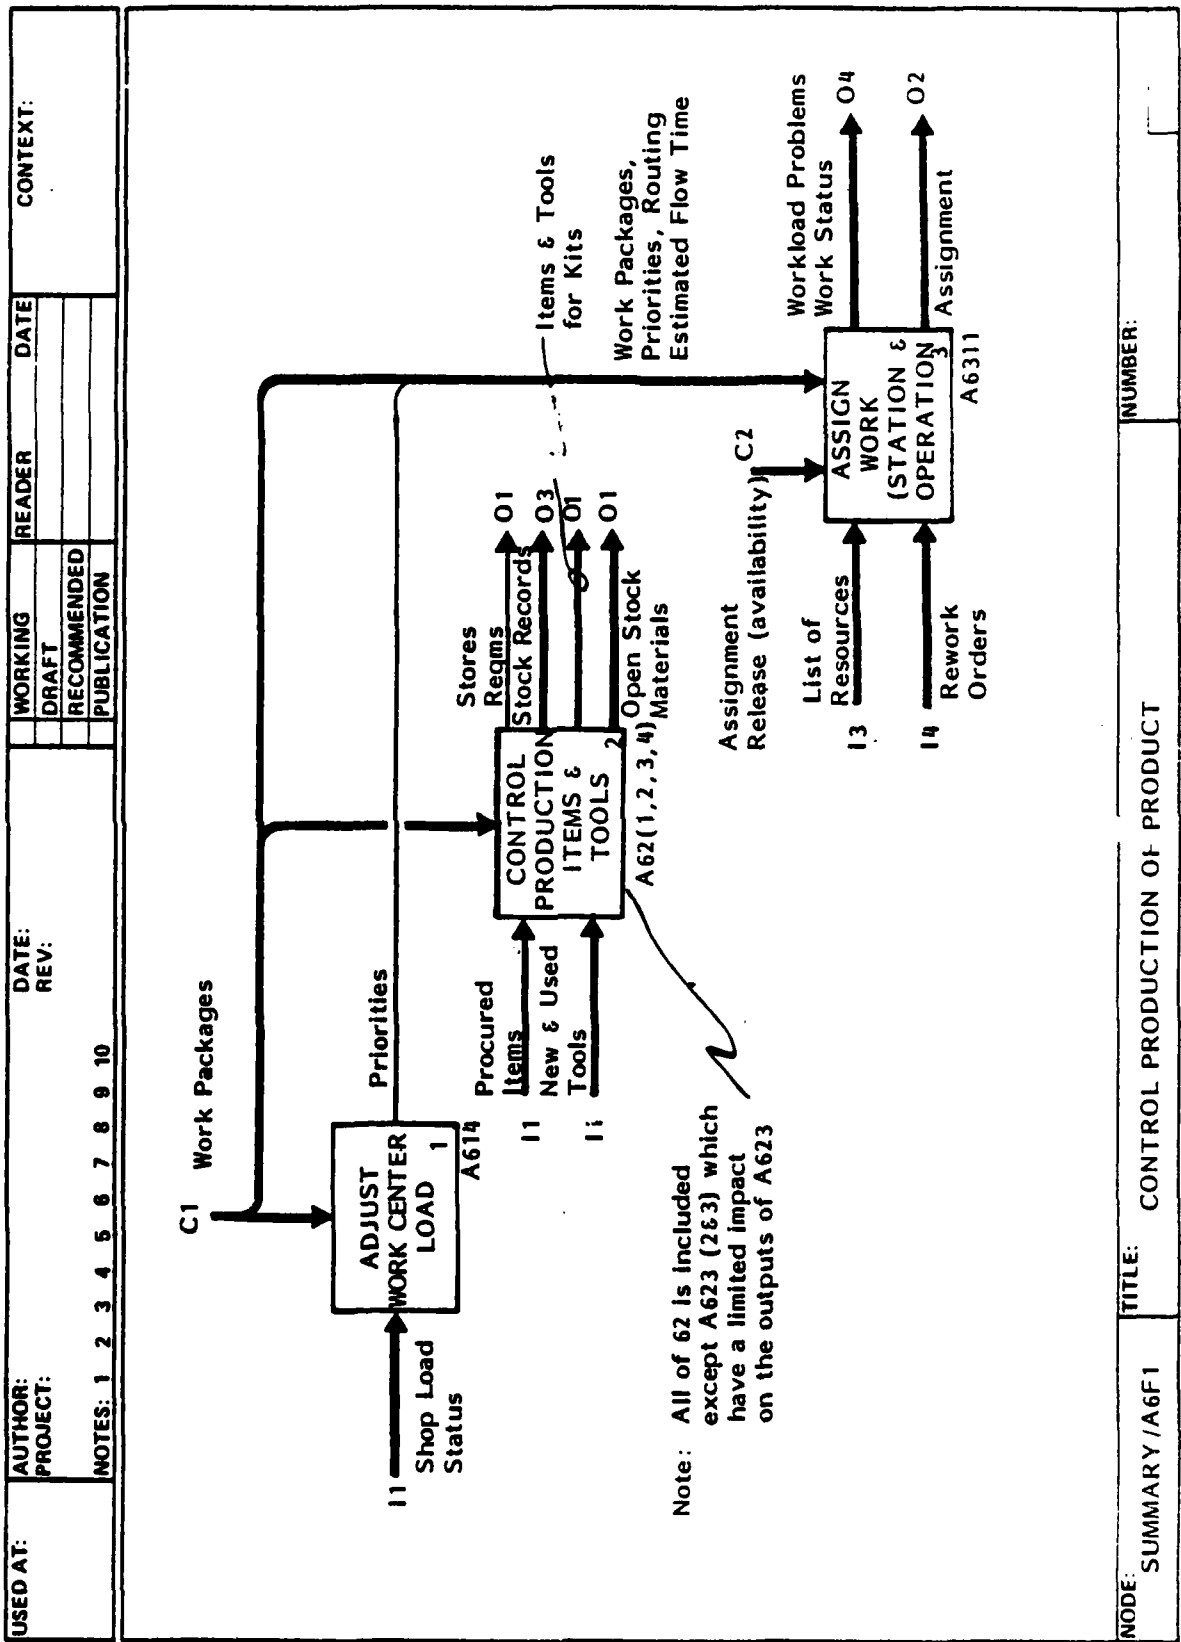 USED AT:
AUTHOR:
PROJECT:
NOTES: 1 2 3 4 5 6 7 8 9 10
DATE:
REV:
WORKING
DRAFT
RECOMMENDED
PUBLICATION
READER
DATE
CONTEXT:
C1
Work Packages
I1
Shop Load
Status
ADJUST
WORK CENTER
LOAD
1
A614
Priorities
Procured
Items
I1
New & Used
Tools
CONTROL
PRODUCTION
ITEMS &
TOOLS
2
A62(1,2,3,4)
Stores
Reqms
O1
Stock Records
O3
O1
Open Stock
Materials
O1
Items & Tools
for Kits
Work Packages,
Priorities, Routing
Estimated Flow Time
Assignment
Release (availability)
C2
List of
Resources
I3
I4
Rework
Orders
ASSIGN
WORK
(STATION &
OPERATION
3
A6311
Workload Problems
Work Status
O4
O2
Assignment
Note: All of 62 is included
except A623 (2&3) which
have a limited impact
on the outputs of A623
NODE:
SUMMARY/A6F1
TITLE:
CONTROL PRODUCTION OF PRODUCT
NUMBER: